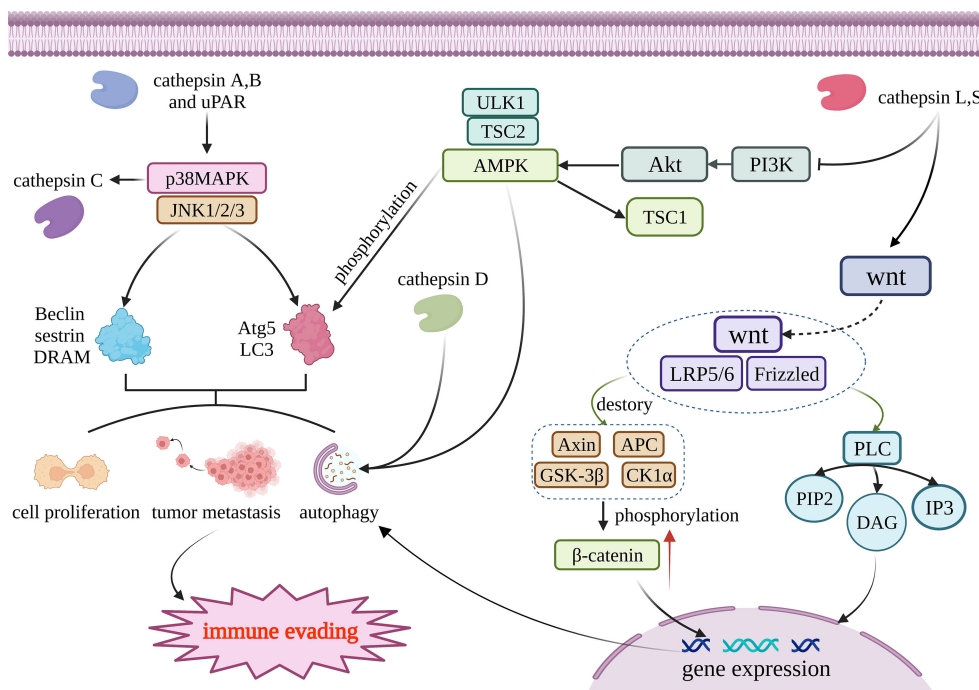 cathepsin A,B
and uPAR
cathepsin C
p38MAPK
JNK1/2/3
Beclin
sestrin
DRAM
Atg5
LC3
cell proliferation
tumor metastasis
autophagy
immune evading
ULK1
TSC2
AMPK
phosphorylation
cathepsin D
Akt
PI3K
TSC1
cathepsin L,S
wnt
wnt
LRP5/6
Frizzled
destory
Axin
APC
GSK-3β
CK1α
phosphorylation
β-catenin
PLC
PIP2
DAG
IP3
gene expression